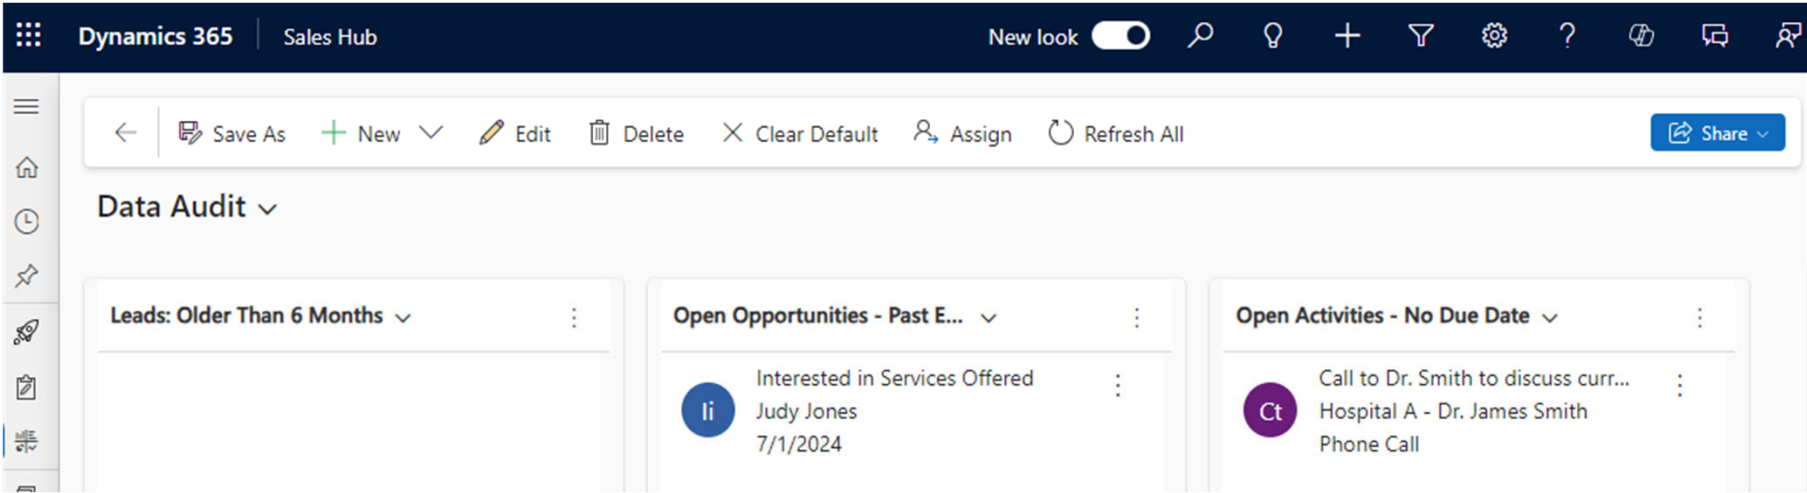 Dynamics 365 Sales Hub New look
Save As New Edit Delete Clear Default Assign Refresh All Share
Data Audit
Leads: Older Than 6 Months
Open Opportunities - Past E...
Ii
Interested in Services Offered
Judy Jones
7/1/2024
Open Activities - No Due Date
Ct
Call to Dr. Smith to discuss curr...
Hospital A - Dr. James Smith
Phone Call